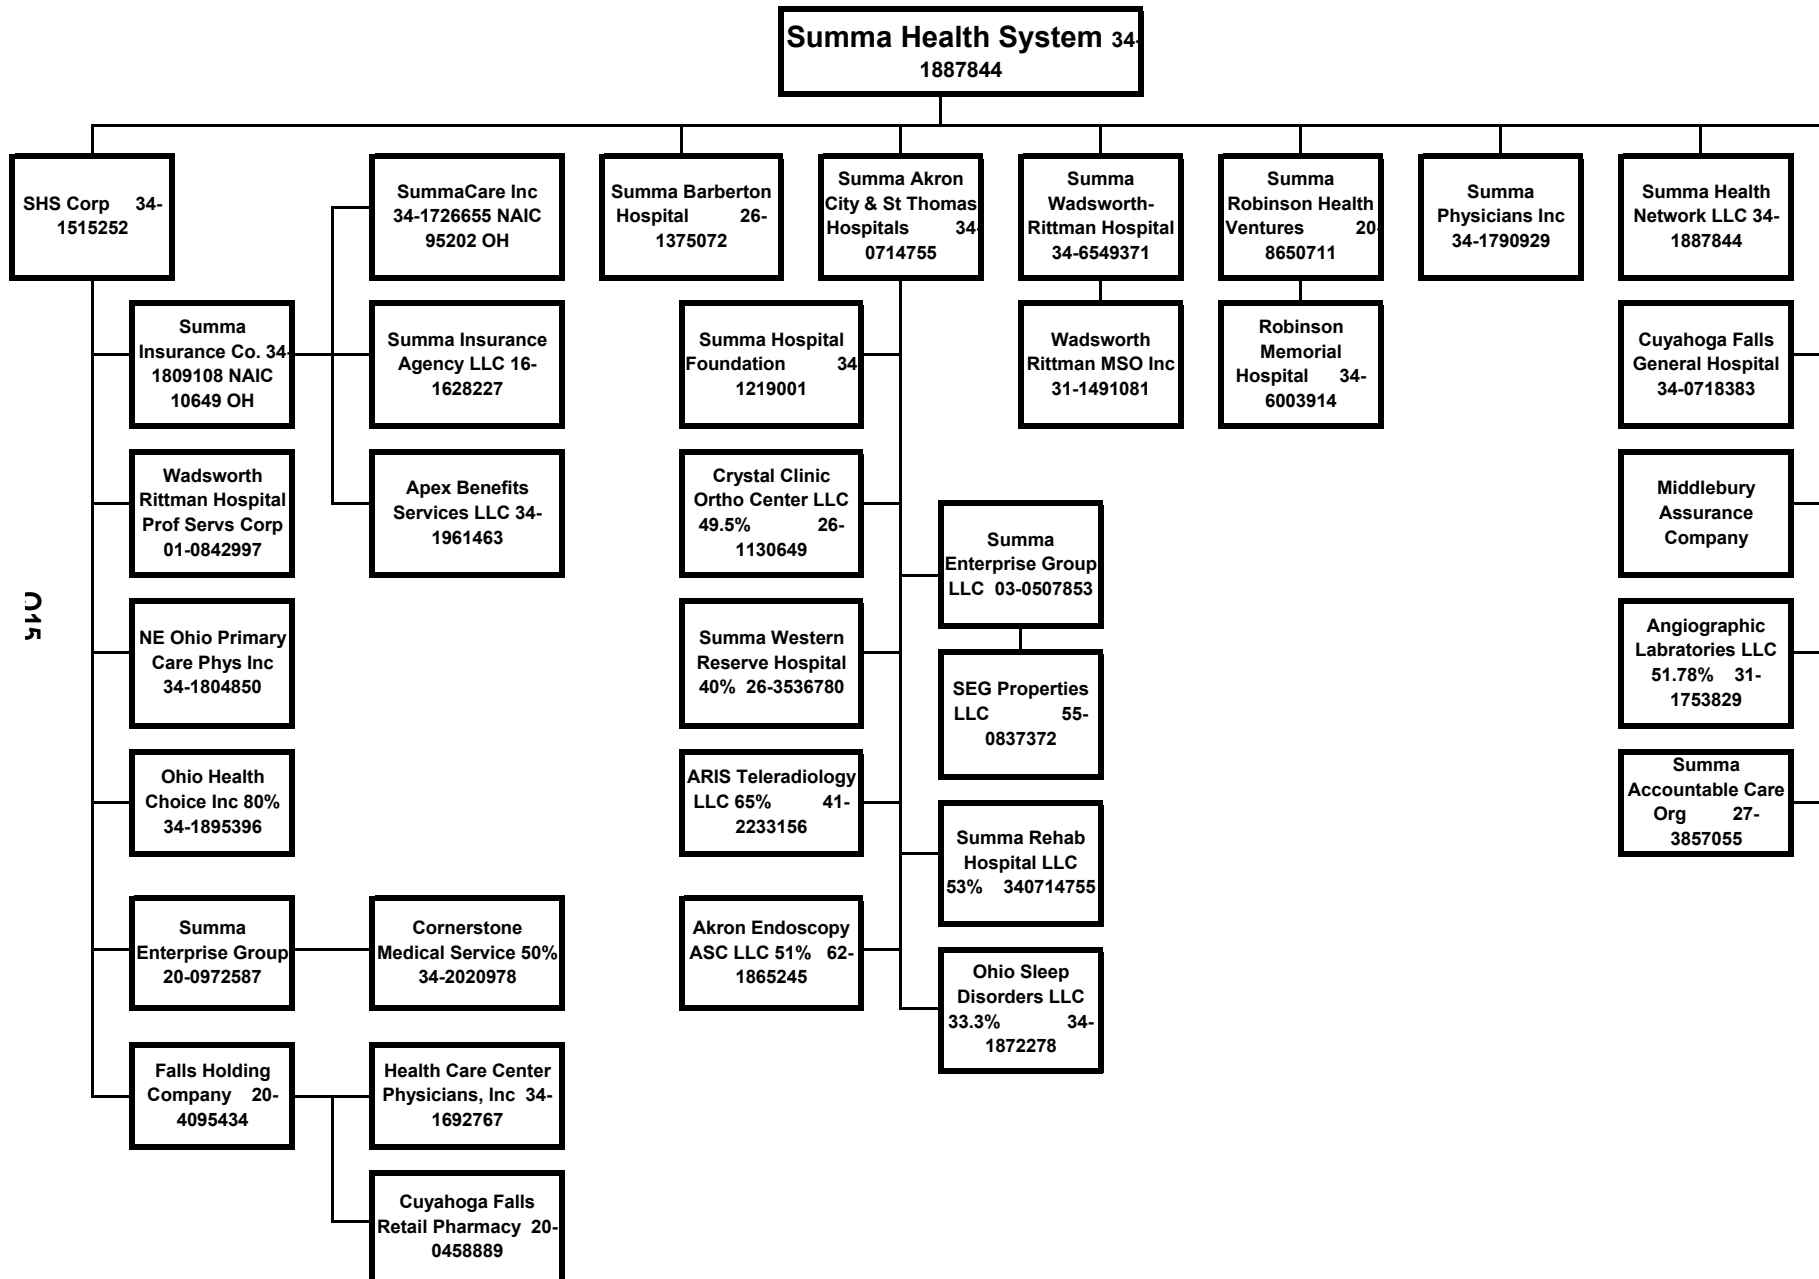 Summa Health System 34-
1887844
SHS Corp 34-
1515252
SummaCare Inc
34-1726655 NAIC
95202 OH
Summa Barberton
Hospital 26-
1375072
Summa Akron
City & St Thomas
Hospitals 34-
0714755
Summa
Wadsworth-
Rittman Hospital
34-6549371
Summa
Robinson Health
Ventures 20-
8650711
Summa
Physicians Inc
34-1790929
Summa Health
Network LLC 34-
1887844
Summa
Insurance Co. 34-
1809108 NAIC
10649 OH
Summa Insurance
Agency LLC 16-
1628227
Summa Hospital
Foundation 34
1219001
Wadsworth
Rittman MSO Inc
31-1491081
Robinson
Memorial
Hospital 34-
6003914
Cuyahoga Falls
General Hospital
34-0718383
Wadsworth
Rittman Hospital
Prof Servs Corp
01-0842997
Apex Benefits
Services LLC 34-
1961463
Crystal Clinic
Ortho Center LLC
49.5% 26-
1130649
Summa
Enterprise Group
LLC 03-0507853
Middlebury
Assurance
Company
Q15
NE Ohio Primary
Care Phys Inc
34-1804850
Summa Western
Reserve Hospital
40% 26-3536780
SEG Properties
LLC 55-
0837372
Angiographic
Labratories LLC
51.78% 31-
1753829
Ohio Health
Choice Inc 80%
34-1895396
ARIS Teleradiology
LLC 65% 41-
2233156
Summa Rehab
Hospital LLC
53% 340714755
Summa
Accountable Care
Org 27-
3857055
Summa
Enterprise Group
20-0972587
Cornerstone
Medical Service 50%
34-2020978
Akron Endoscopy
ASC LLC 51% 62-
1865245
Ohio Sleep
Disorders LLC
33.3% 34-
1872278
Falls Holding
Company 20-
4095434
Health Care Center
Physicians, Inc 34-
1692767
Cuyahoga Falls
Retail Pharmacy 20-
0458889